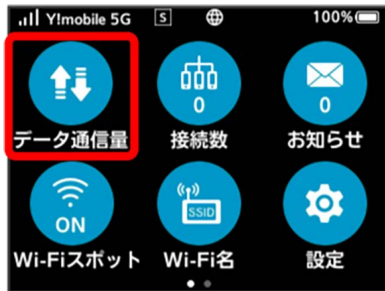 Y!mobile 5G S 100%
0 0
データ通信量 接続数 お知らせ
ON SSID
Wi-Fiスポット Wi-Fi名 設定